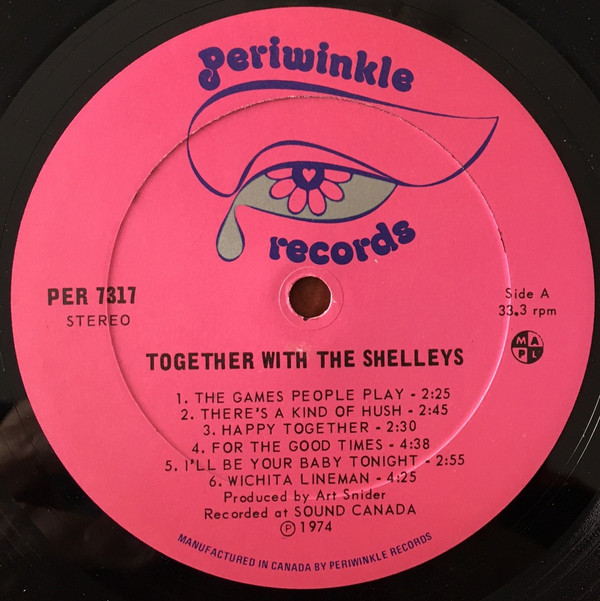 Periwinkle
records
PER 7317
STEREO
Side A
33.3 rpm
M A P L
TOGETHER WITH THE SHELLEYS
1. THE GAMES PEOPLE PLAY - 2:25
2. THERE'S A KIND OF HUSH - 2:45
3. HAPPY TOGETHER - 2:30
4. FOR THE GOOD TIMES - 4:38
5. I'LL BE YOUR BABY TONIGHT - 2:55
6. WICHITA LINEMAN - 4:25
Produced by Art Snider
Recorded at SOUND CANADA
Ⓟ 1974
MANUFACTURED IN CANADA BY PERIWINKLE RECORDS